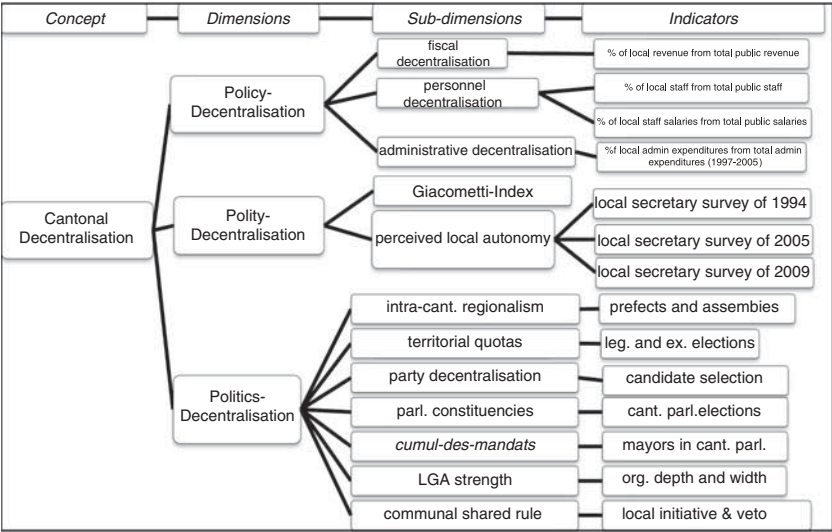 Concept Dimensions Sub-dimensions Indicators
fiscal
decentralisation
% of local revenue from total public revenue
Policy-
Decentralisation
personnel
decentralisation
% of local staff from total public staff
% of local staff salaries from total public salaries
administrative decentralisation
%f local admin expenditures from total admin
expenditures (1997-2005)
Cantonal
Decentralisation
Polity-
Decentralisation
Giacometti-Index
perceived local autonomy
local secretary survey of 1994
local secretary survey of 2005
local secretary survey of 2009
Politics-
Decentralisation
intra-cant. regionalism
prefects and assembies
territorial quotas
leg. and ex. elections
party decentralisation
candidate selection
parl. constituencies
cant. parl.elections
cumul-des-mandats
mayors in cant. parl.
LGA strength
org. depth and width
communal shared rule
local initiative & veto